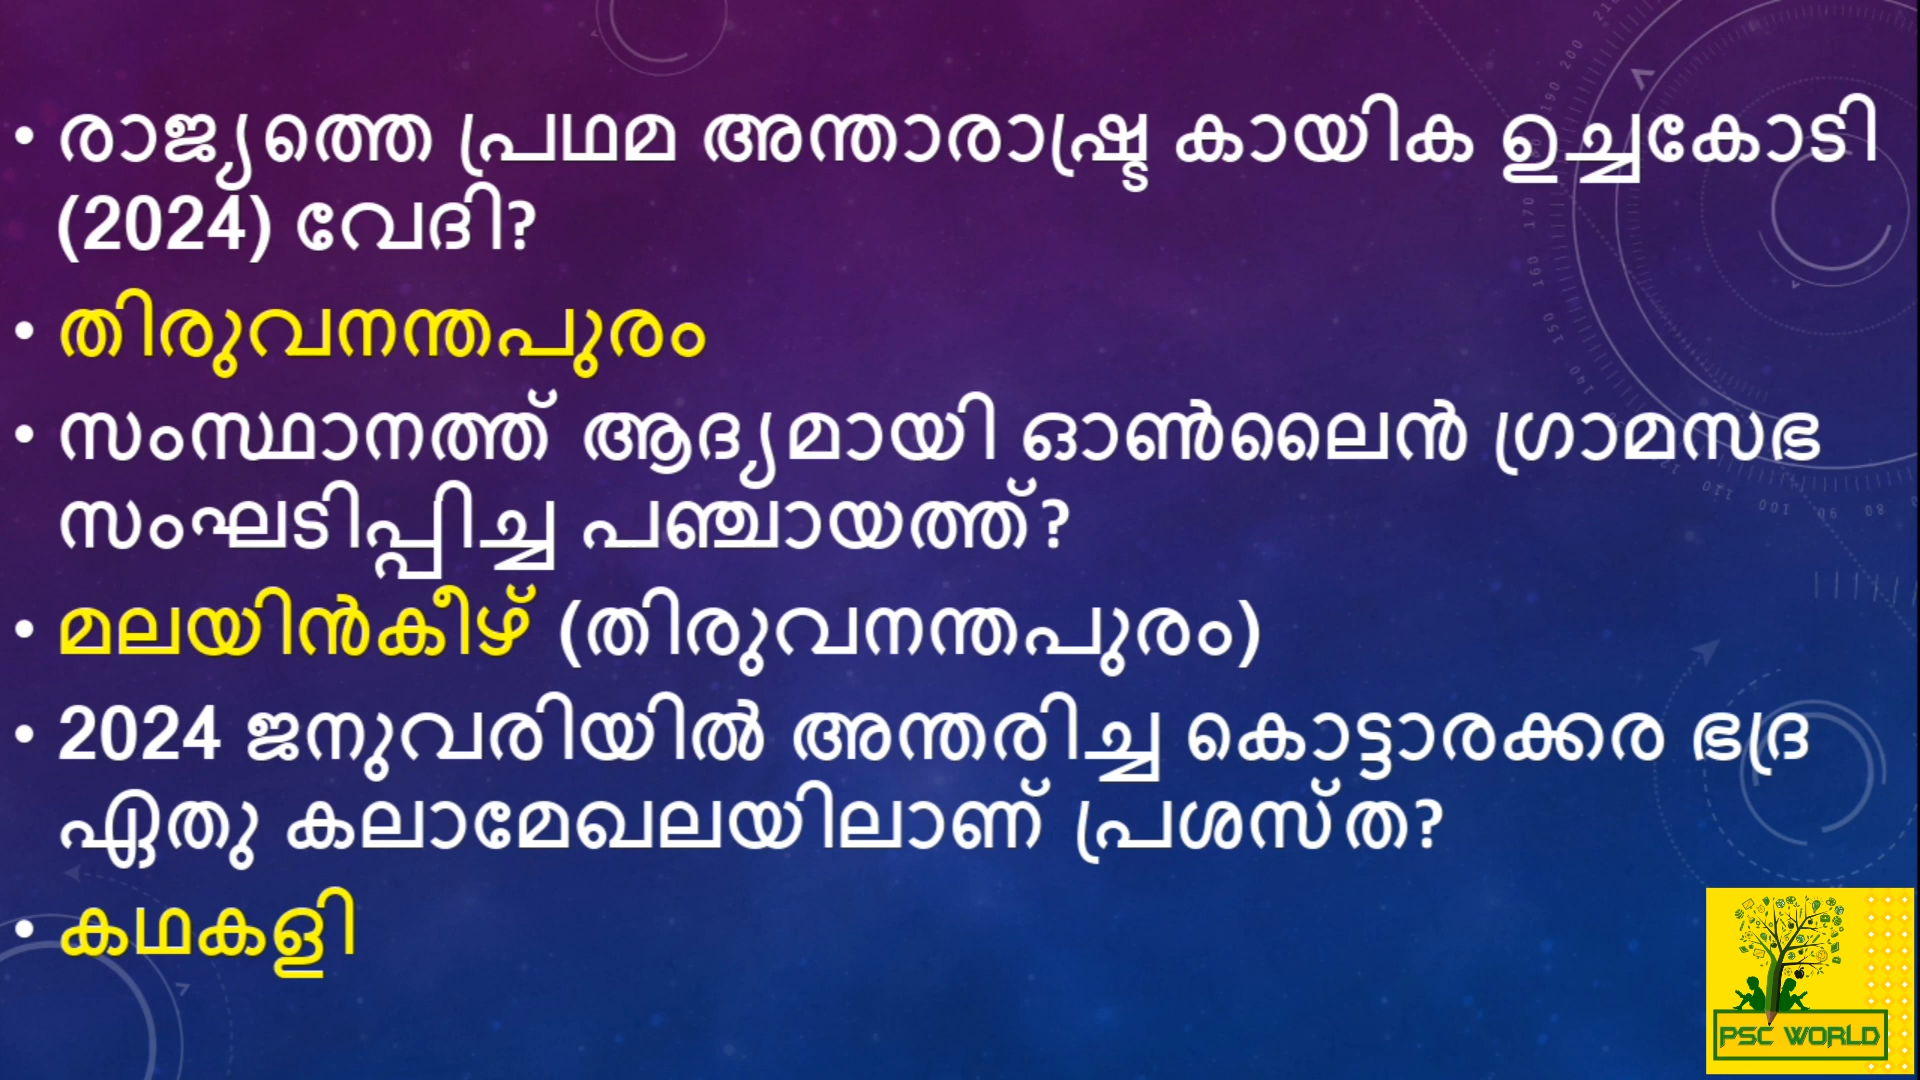 • രാജ്യത്തെ പ്രഥമ അന്താരാഷ്ട്ര കായിക ഉച്ചകോടി
(2024) വേദി?
• തിരുവനന്തപുരം
• സംസ്ഥാനത്ത് ആദ്യമായി ഓൺലൈൻ ഗ്രാമസഭ
സംഘടിപ്പിച്ച പഞ്ചായത്ത്?
• മലയിൻകീഴ് (തിരുവനന്തപുരം)
• 2024 ജനുവരിയിൽ അന്തരിച്ച കൊട്ടാരക്കര ഭദ്ര
ഏതു കലാമേഖലയിലാണ് പ്രശസ്ത?
• കഥകളി
PSC WORLD